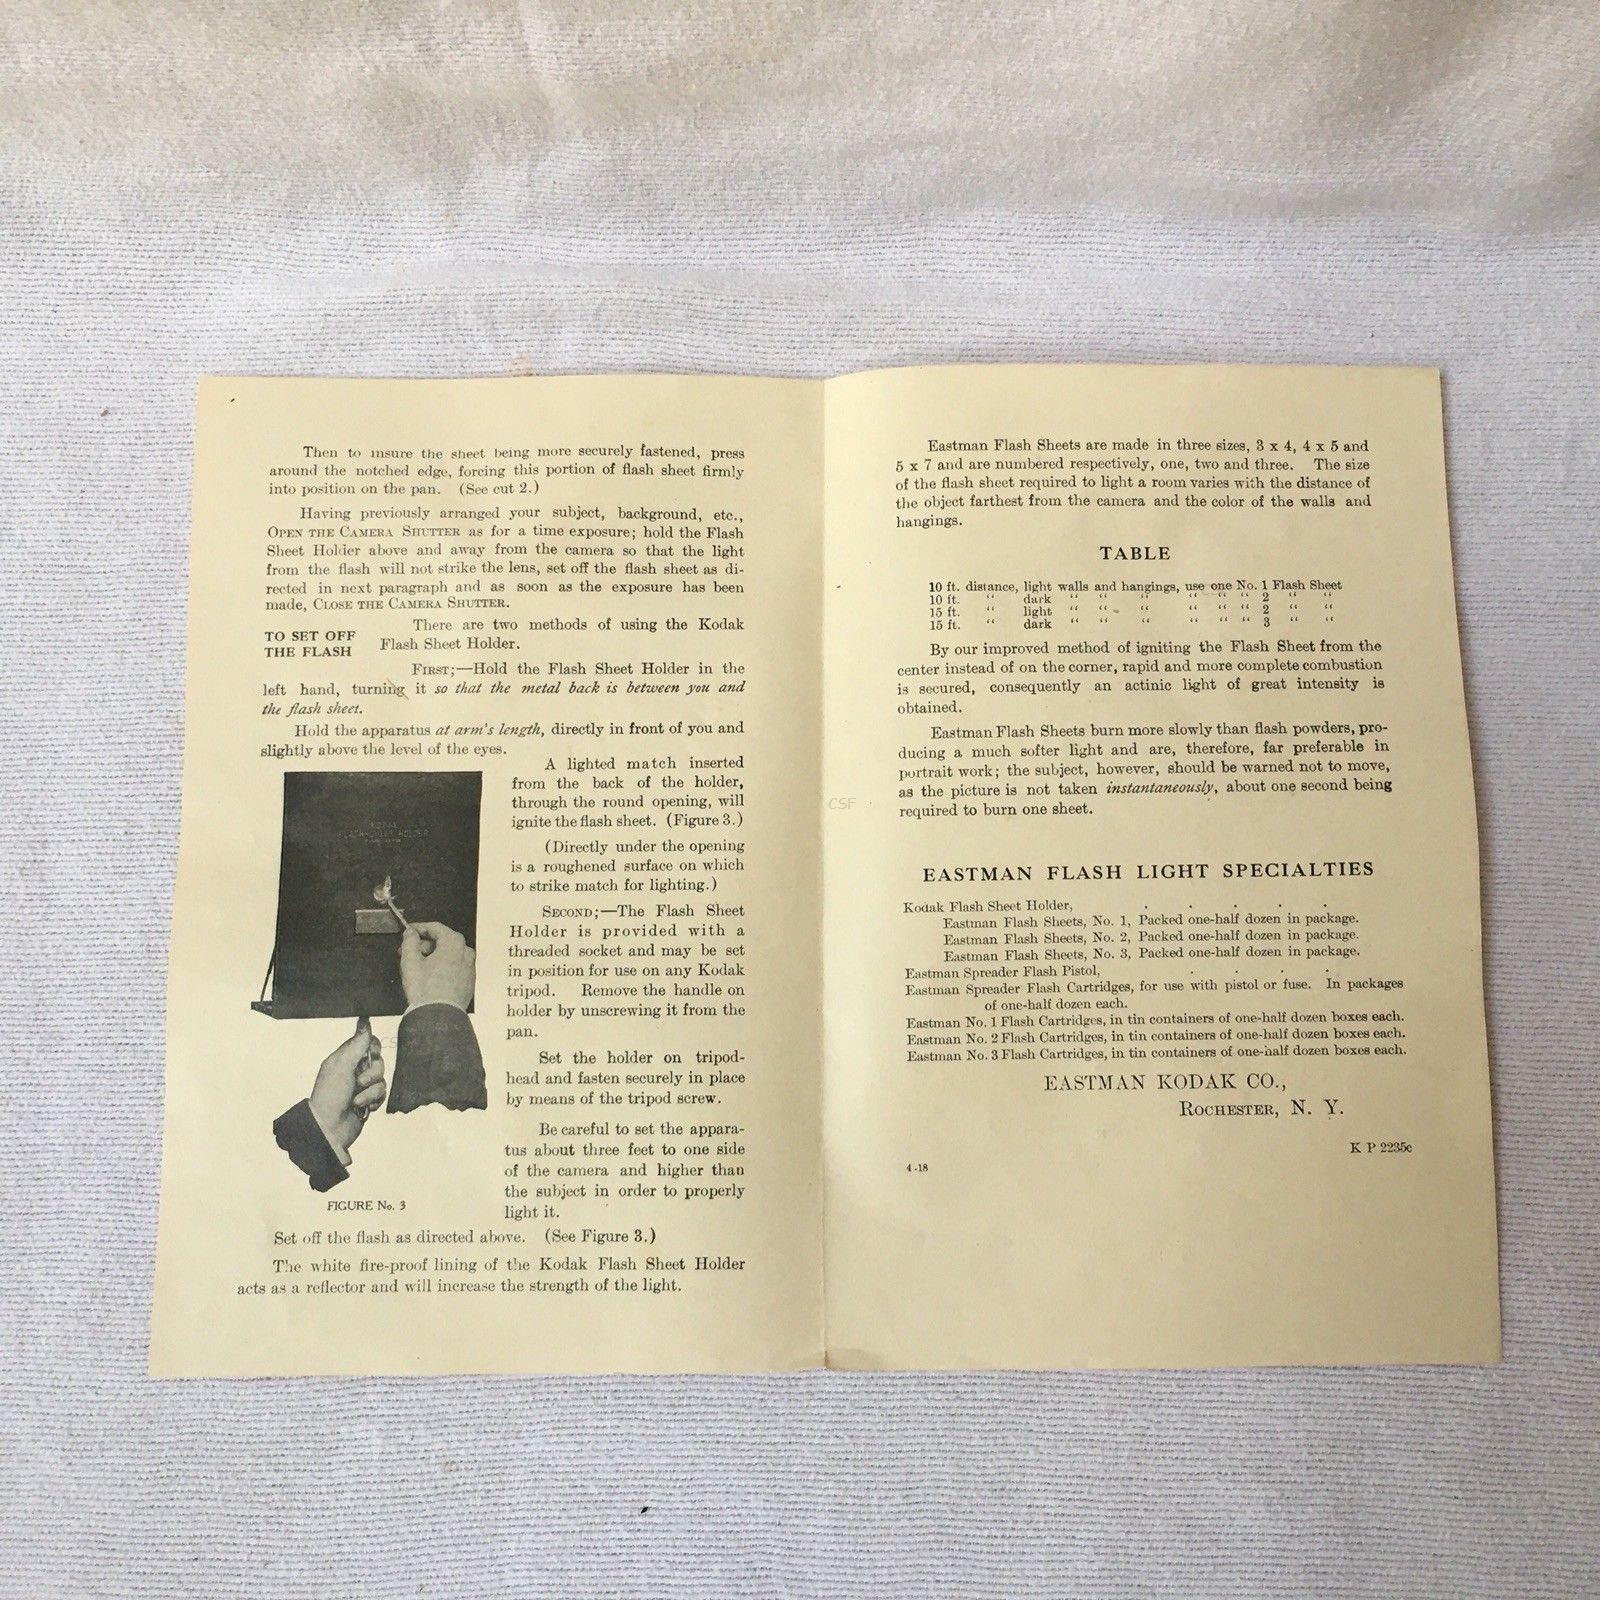 Then to insure the sheet being more securely fastened, press
around the notched edge, forcing this portion of flash sheet firmly
into position on the pan. (See cut 2.)
Having previously arranged your subject, background, etc.,
OPEN THE CAMERA SHUTTER as for a time exposure; hold the Flash
Sheet Holder above and away from the camera so that the light
from the flash will not strike the lens, set off the flash sheet as di-
rected in next paragraph and as soon as the exposure has been
made, CLOSE THE CAMERA SHUTTER.
TO SET OFF
THE FLASH
There are two methods of using the Kodak
Flash Sheet Holder.
FIRST;—Hold the Flash Sheet Holder in the
left hand, turning it so that the metal back is between you and
the flash sheet.
Hold the apparatus at arm's length, directly in front of you and
slightly above the level of the eyes.
A lighted match inserted
from the back of the holder,
through the round opening, will
ignite the flash sheet. (Figure 3.)
(Directly under the opening
is a roughened surface on which
to strike match for lighting.)
SECOND;—The Flash Sheet
Holder is provided with a
threaded socket and may be set
in position for use on any Kodak
tripod. Remove the handle on
holder by unscrewing it from the
pan.
Set the holder on tripod-
head and fasten securely in place
by means of the tripod screw.
Be careful to set the appara-
tus about three feet to one side
of the camera and higher than
the subject in order to properly
light it.
KODAK
FLASH SHEET HOLDER
FIGURE No. 3
Set off the flash as directed above. (See Figure 3.)
The white fire-proof lining of the Kodak Flash Sheet Holder
acts as a reflector and will increase the strength of the light.
CSF
Eastman Flash Sheets are made in three sizes, 3 x 4, 4 x 5 and
5 x 7 and are numbered respectively, one, two and three. The size
of the flash sheet required to light a room varies with the distance of
the object farthest from the camera and the color of the walls and
hangings.
TABLE
10 ft. distance, light walls and hangings, use one No. 1 Flash Sheet
10 ft. " dark " " " " " " 2 " "
15 ft. " light " " " " " " 2 " "
15 ft. " dark " " " " " " 3 " "
By our improved method of igniting the Flash Sheet from the
center instead of on the corner, rapid and more complete combustion
is secured, consequently an actinic light of great intensity is
obtained.
Eastman Flash Sheets burn more slowly than flash powders, pro-
ducing a much softer light and are, therefore, far preferable in
portrait work; the subject, however, should be warned not to move,
as the picture is not taken instantaneously, about one second being
required to burn one sheet.
EASTMAN FLASH LIGHT SPECIALTIES
Kodak Flash Sheet Holder, . . . . .
Eastman Flash Sheets, No. 1, Packed one-half dozen in package.
Eastman Flash Sheets, No. 2, Packed one-half dozen in package.
Eastman Flash Sheets, No. 3, Packed one-half dozen in package.
Eastman Spreader Flash Pistol, . . . .
Eastman Spreader Flash Cartridges, for use with pistol or fuse. In packages
of one-half dozen each.
Eastman No. 1 Flash Cartridges, in tin containers of one-half dozen boxes each.
Eastman No. 2 Flash Cartridges, in tin containers of one-half dozen boxes each.
Eastman No. 3 Flash Cartridges, in tin containers of one-half dozen boxes each.
EASTMAN KODAK CO.,
ROCHESTER, N. Y.
K P 2235c
4-18